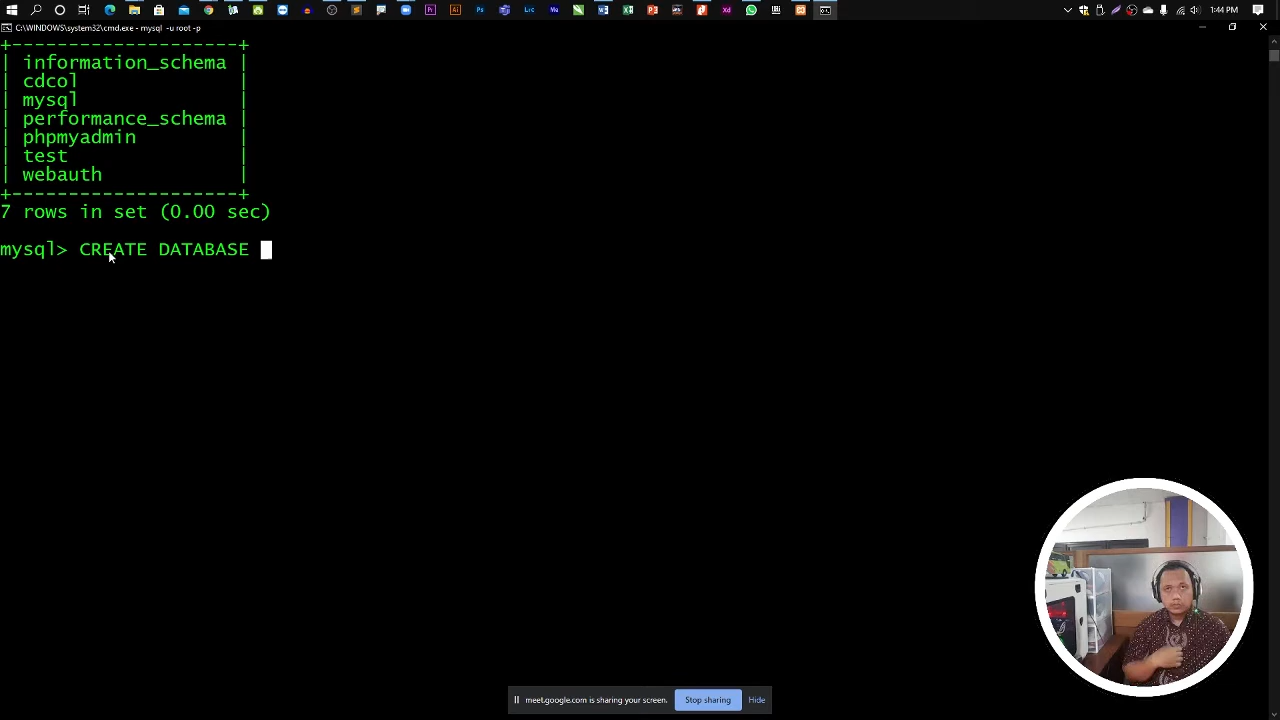 1:44 PM
C:\WINDOWS\system32\cmd.exe - mysql -u root -p
+--------------------+
| information_schema |
| cdcol |
| mysql |
| performance_schema |
| phpmyadmin |
| test |
| webauth |
+--------------------+
7 rows in set (0.00 sec)
mysql> CREATE DATABASE
meet.google.com is sharing your screen. Stop sharing Hide